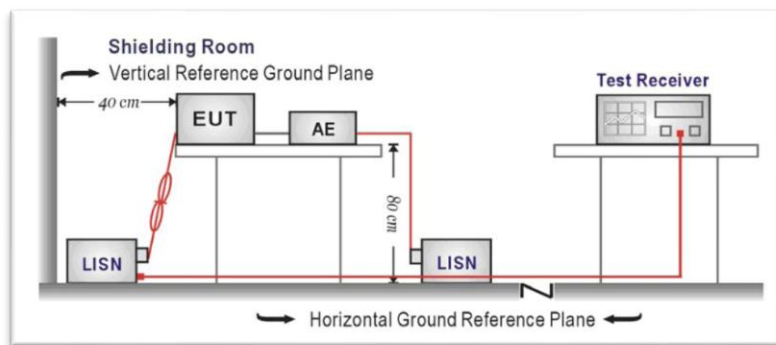 Shielding Room
Vertical Reference Ground Plane
40 cm
EUT
AE
Test Receiver
80 cm
LISN
LISN
Horizontal Ground Reference Plane